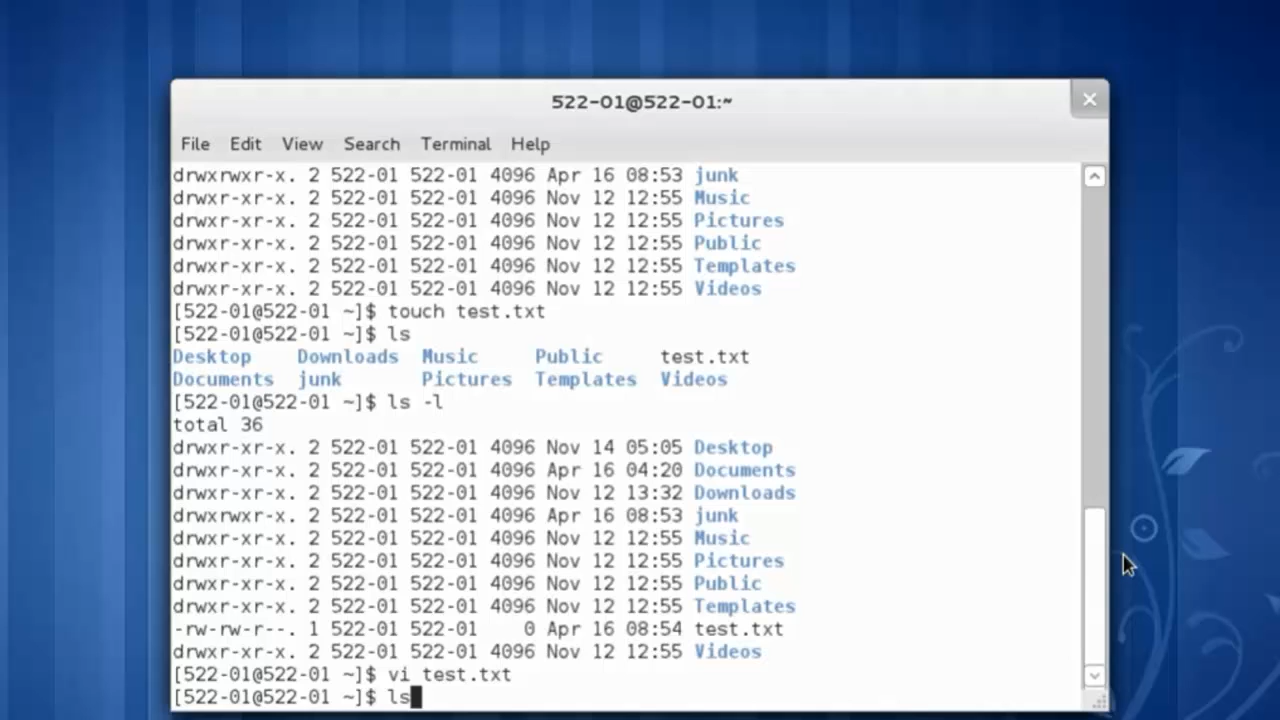 522-01@522-01:~
File Edit View Search Terminal Help
drwxrwxr-x. 2 522-01 522-01 4096 Apr 16 08:53 junk
drwxr-xr-x. 2 522-01 522-01 4096 Nov 12 12:55 Music
drwxr-xr-x. 2 522-01 522-01 4096 Nov 12 12:55 Pictures
drwxr-xr-x. 2 522-01 522-01 4096 Nov 12 12:55 Public
drwxr-xr-x. 2 522-01 522-01 4096 Nov 12 12:55 Templates
drwxr-xr-x. 2 522-01 522-01 4096 Nov 12 12:55 Videos
[522-01@522-01 ~]$ touch test.txt
[522-01@522-01 ~]$ ls
Desktop    Downloads  Music     Public     test.txt
Documents  junk       Pictures  Templates  Videos
[522-01@522-01 ~]$ ls -l
total 36
drwxr-xr-x. 2 522-01 522-01 4096 Nov 14 05:05 Desktop
drwxr-xr-x. 2 522-01 522-01 4096 Apr 16 04:20 Documents
drwxr-xr-x. 2 522-01 522-01 4096 Nov 12 13:32 Downloads
drwxrwxr-x. 2 522-01 522-01 4096 Apr 16 08:53 junk
drwxr-xr-x. 2 522-01 522-01 4096 Nov 12 12:55 Music
drwxr-xr-x. 2 522-01 522-01 4096 Nov 12 12:55 Pictures
drwxr-xr-x. 2 522-01 522-01 4096 Nov 12 12:55 Public
drwxr-xr-x. 2 522-01 522-01 4096 Nov 12 12:55 Templates
-rw-rw-r--. 1 522-01 522-01    0 Apr 16 08:54 test.txt
drwxr-xr-x. 2 522-01 522-01 4096 Nov 12 12:55 Videos
[522-01@522-01 ~]$ vi test.txt
[522-01@522-01 ~]$ ls